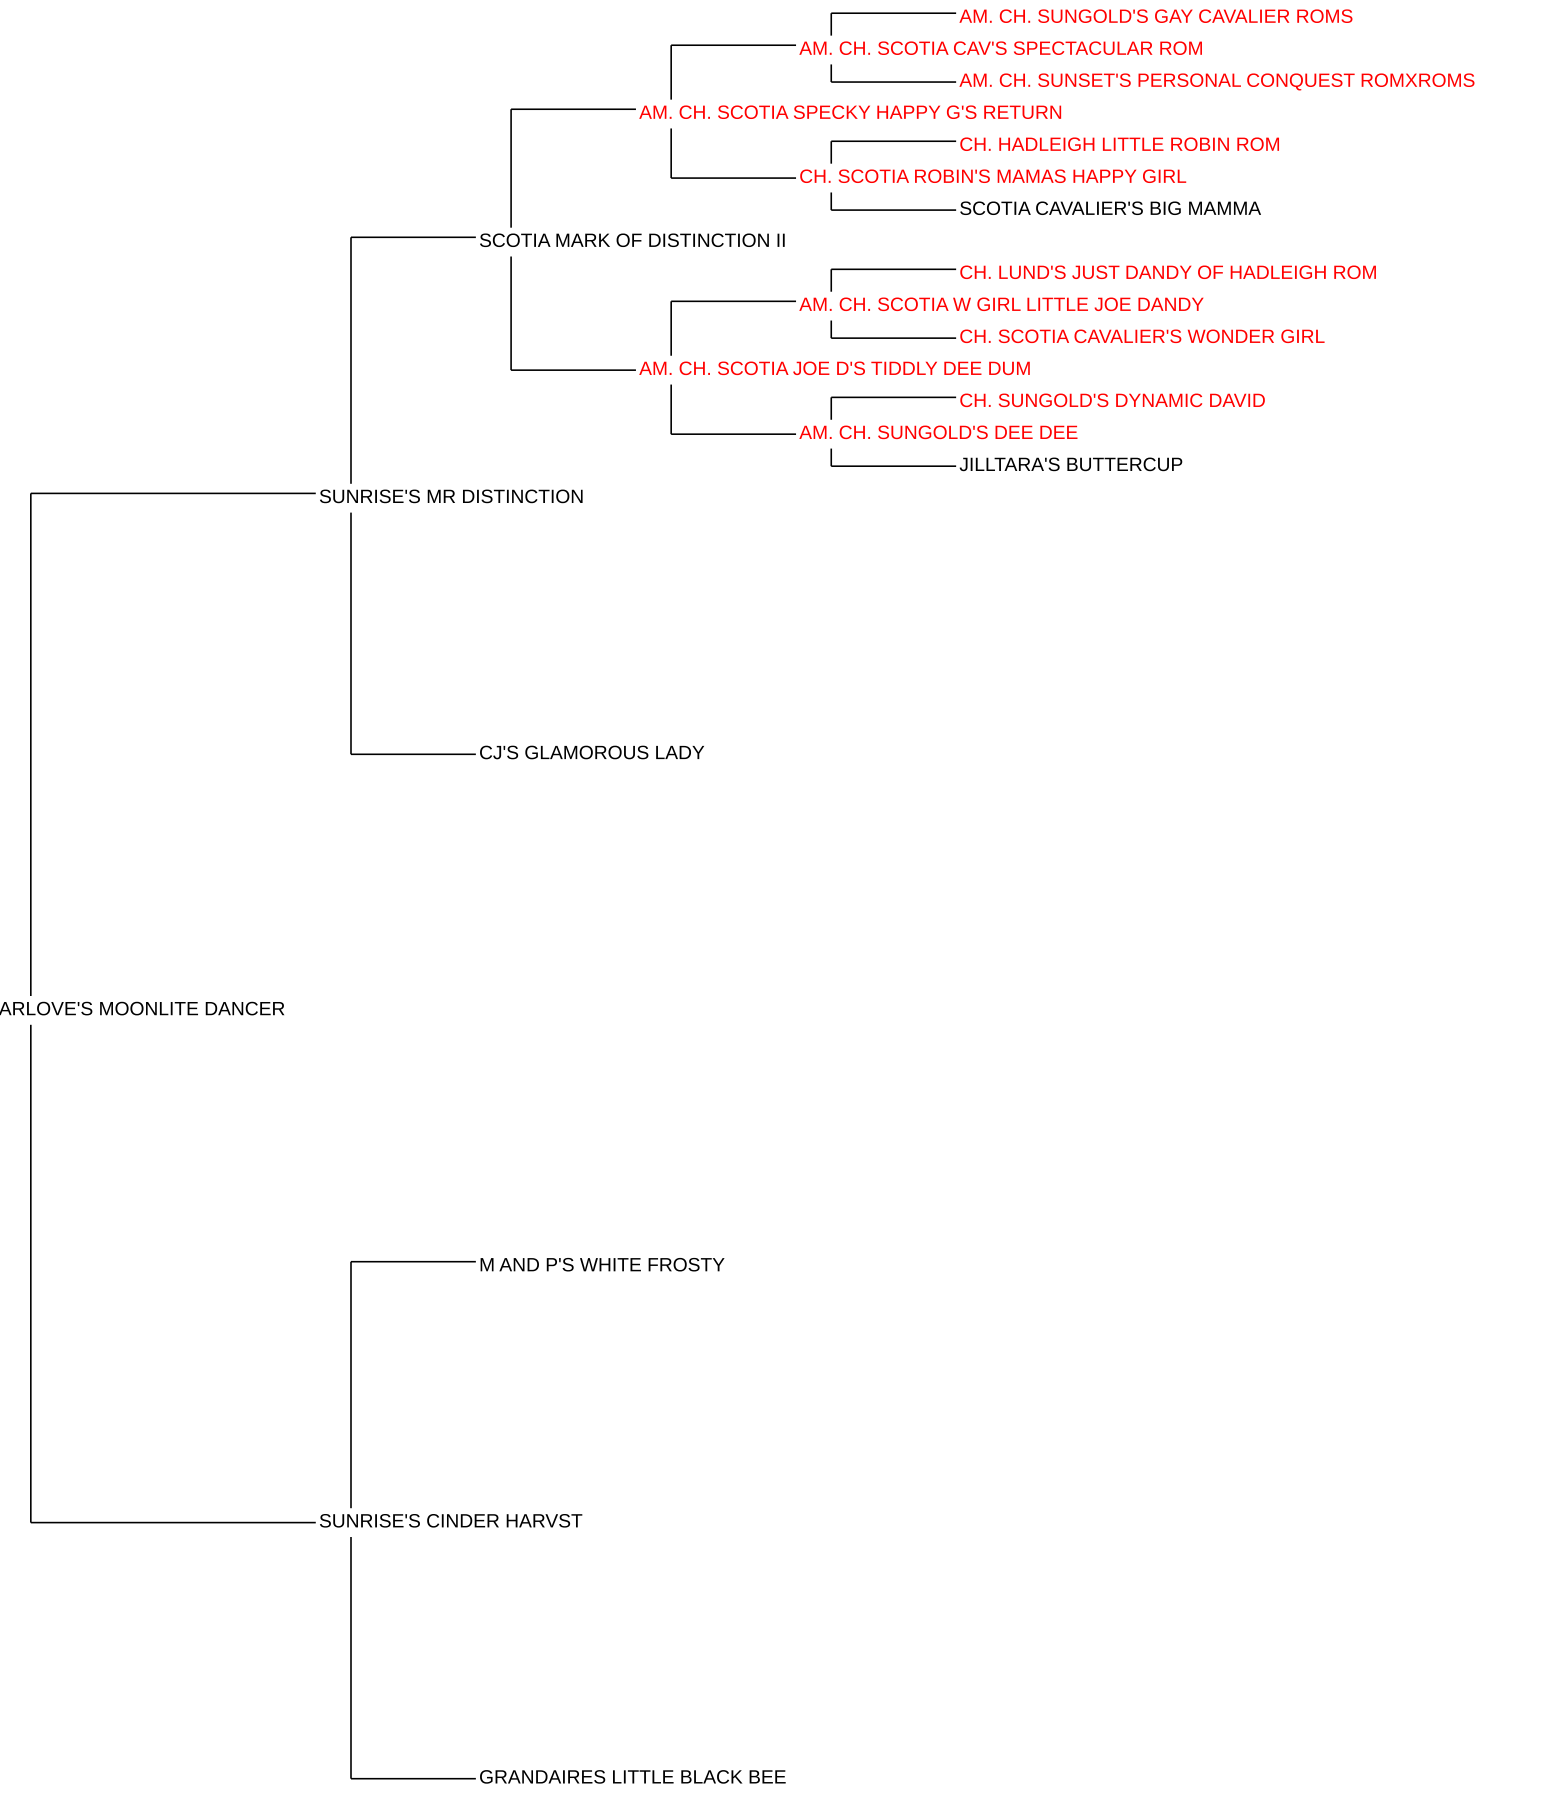 AM. CH. SUNGOLD'S GAY CAVALIER ROMS
AM. CH. SCOTIA CAV'S SPECTACULAR ROM
AM. CH. SUNSET'S PERSONAL CONQUEST ROMXROMS
AM. CH. SCOTIA SPECKY HAPPY G'S RETURN
CH. HADLEIGH LITTLE ROBIN ROM
CH. SCOTIA ROBIN'S MAMAS HAPPY GIRL
SCOTIA CAVALIER'S BIG MAMMA
SCOTIA MARK OF DISTINCTION II
CH. LUND'S JUST DANDY OF HADLEIGH ROM
AM. CH. SCOTIA W GIRL LITTLE JOE DANDY
CH. SCOTIA CAVALIER'S WONDER GIRL
AM. CH. SCOTIA JOE D'S TIDDLY DEE DUM
CH. SUNGOLD'S DYNAMIC DAVID
AM. CH. SUNGOLD'S DEE DEE
JILLTARA'S BUTTERCUP
SUNRISE'S MR DISTINCTION
CJ'S GLAMOROUS LADY
ARLOVE'S MOONLITE DANCER
M AND P'S WHITE FROSTY
SUNRISE'S CINDER HARVST
GRANDAIRES LITTLE BLACK BEE